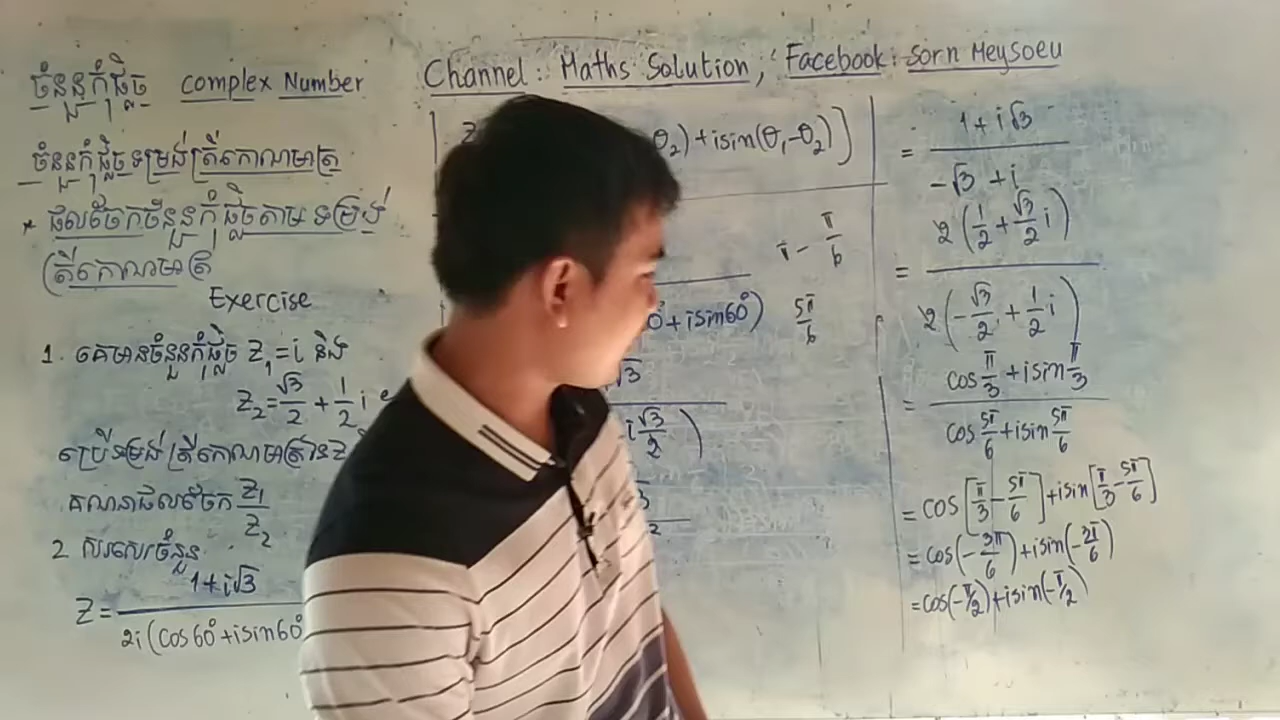 ចំនួនកុំផ្លិច Complex Number
Channel: Maths Solution, Facebook: Sorn Meysoeu
ចំនួនកុំផ្លិចទម្រង់ត្រីកោណមាត្រ
* ផលចែកចំនួនកុំផ្លិចតាមទម្រង់
ត្រីកោណមាត្រ
Exercise
1. គេមានចំនួនកុំផ្លិច Z₁=i និង
Z₂=√3/2 + 1/2 i
ប្រើទម្រង់ត្រីកោណមាត្រនៃ Z
គណនាផលចែក Z₁/Z₂
2. សរសេរចំនួន
Z = (1+i√3)/(2i(cos60°+isin60°
θ₂)+isin(θ₁-θ₂)]
π - π/6
+isin60°) 5π/6
√3
i √3/2)
= (1+i√3)/(-√3+i)
= 2(1/2+√3/2 i)/2(-√3/2+1/2 i)
= (cos π/3+isin π/3)/(cos 5π/6+isin 5π/6)
= cos[π/3-5π/6]+isin[π/3-5π/6]
= cos(-3π/6)+isin(-3π/6)
= cos(-π/2)+isin(-π/2)